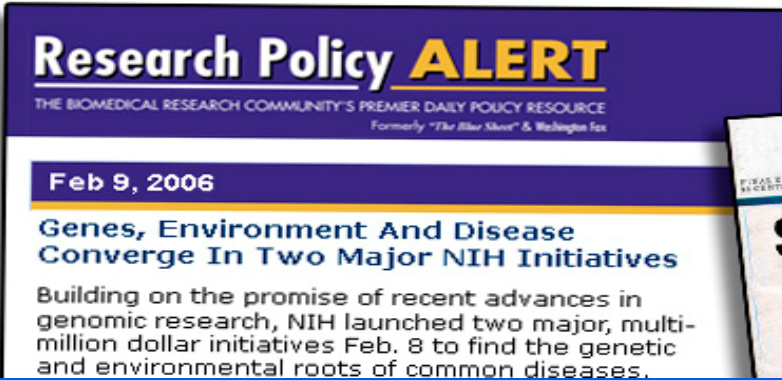 Research Policy ALERT
THE BIOMEDICAL RESEARCH COMMUNITY'S PREMIER DAILY POLICY RESOURCE
Formerly "The Blue Sheet" & Washington Fax
Feb 9, 2006
Genes, Environment And Disease
Converge In Two Major NIH Initiatives
Building on the promise of recent advances in
genomic research, NIH launched two major, multi-
million dollar initiatives Feb. 8 to find the genetic
and environmental roots of common diseases.